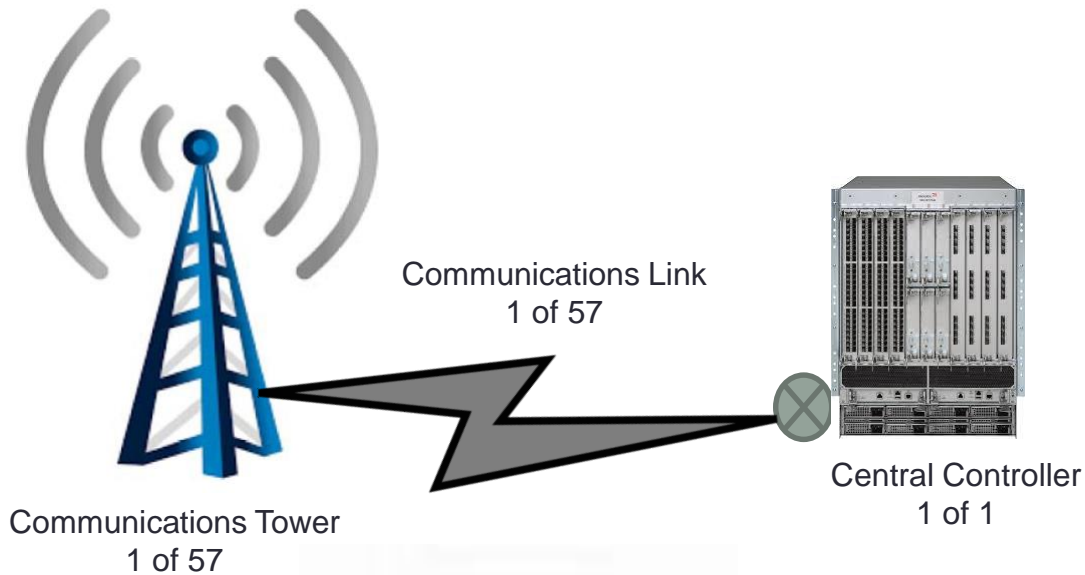 Communications Link
1 of 57
Central Controller
1 of 1
Communications Tower
1 of 57